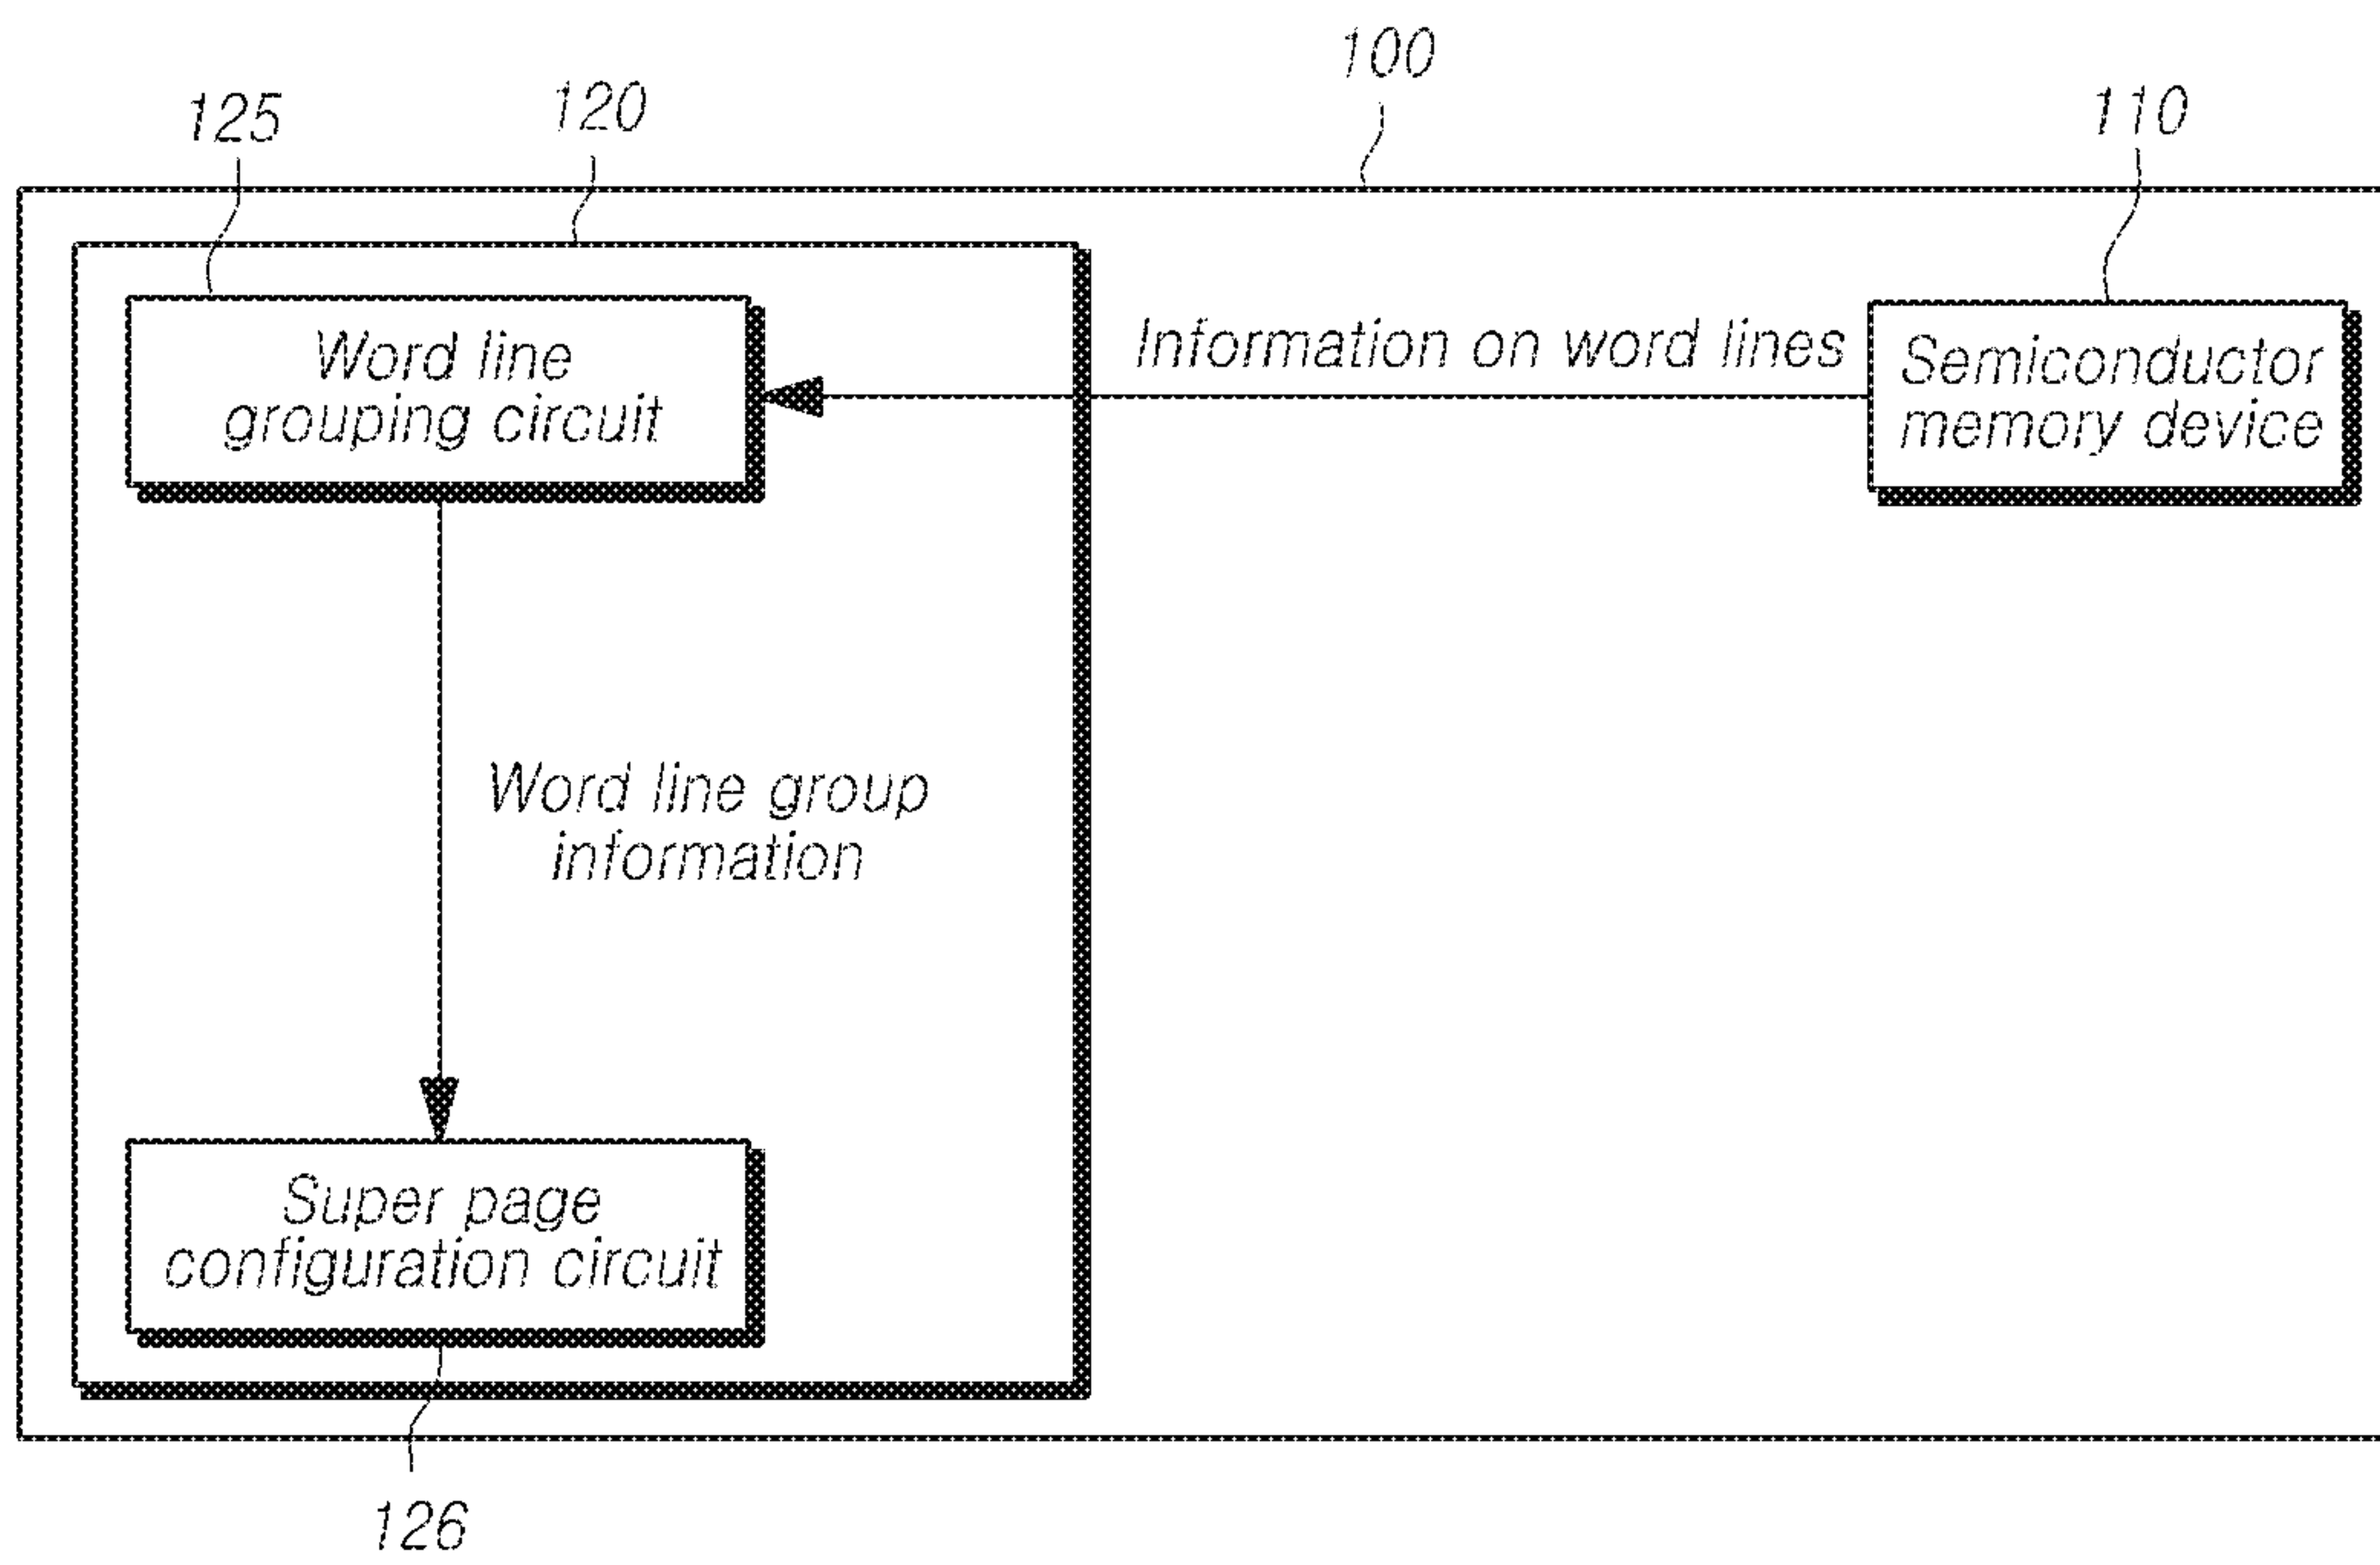 100
125
120
110
Word line
grouping circuit
Information on word lines
Semiconductor
memory device
Word line group
information
Super page
configuration circuit
126